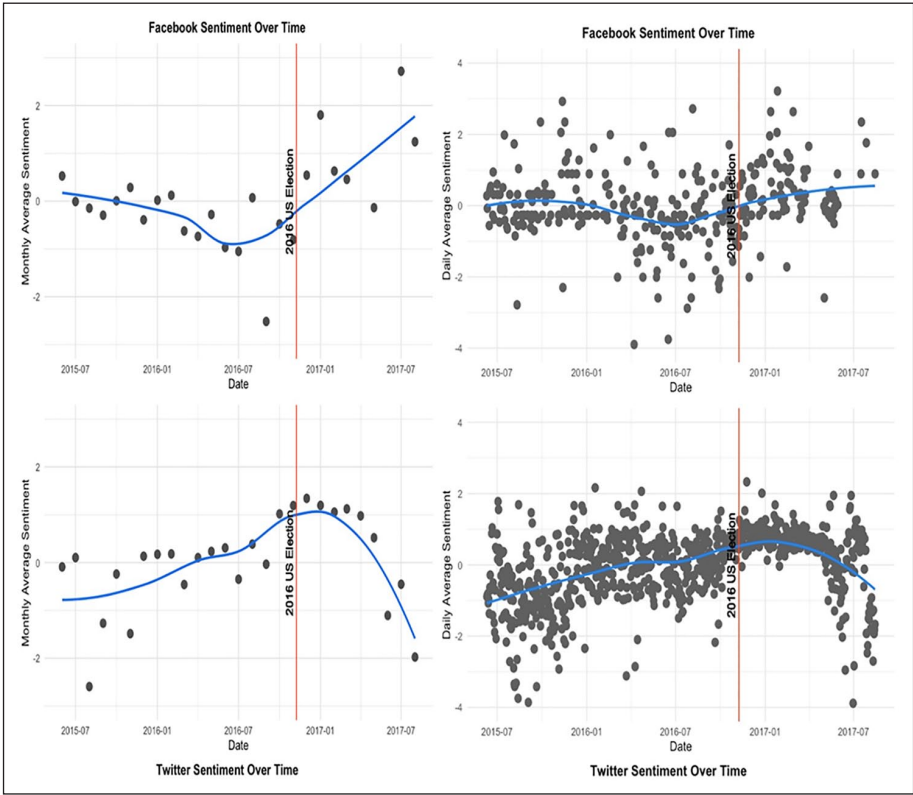 Facebook Sentiment Over Time
Monthly Average Sentiment
2
0
-2
2016 US Election
2015-07
2016-01
2016-07
2017-01
2017-07
Date
Facebook Sentiment Over Time
Daily Average Sentiment
4
2
0
-2
-4
2016 US Election
2015-07
2016-01
2016-07
2017-01
2017-07
Date
Monthly Average Sentiment
2
0
-2
2016 US Election
2015-07
2016-01
2016-07
2017-01
2017-07
Date
Twitter Sentiment Over Time
Daily Average Sentiment
4
2
0
-2
-4
2016 US Election
2015-07
2016-01
2016-07
2017-01
2017-07
Date
Twitter Sentiment Over Time